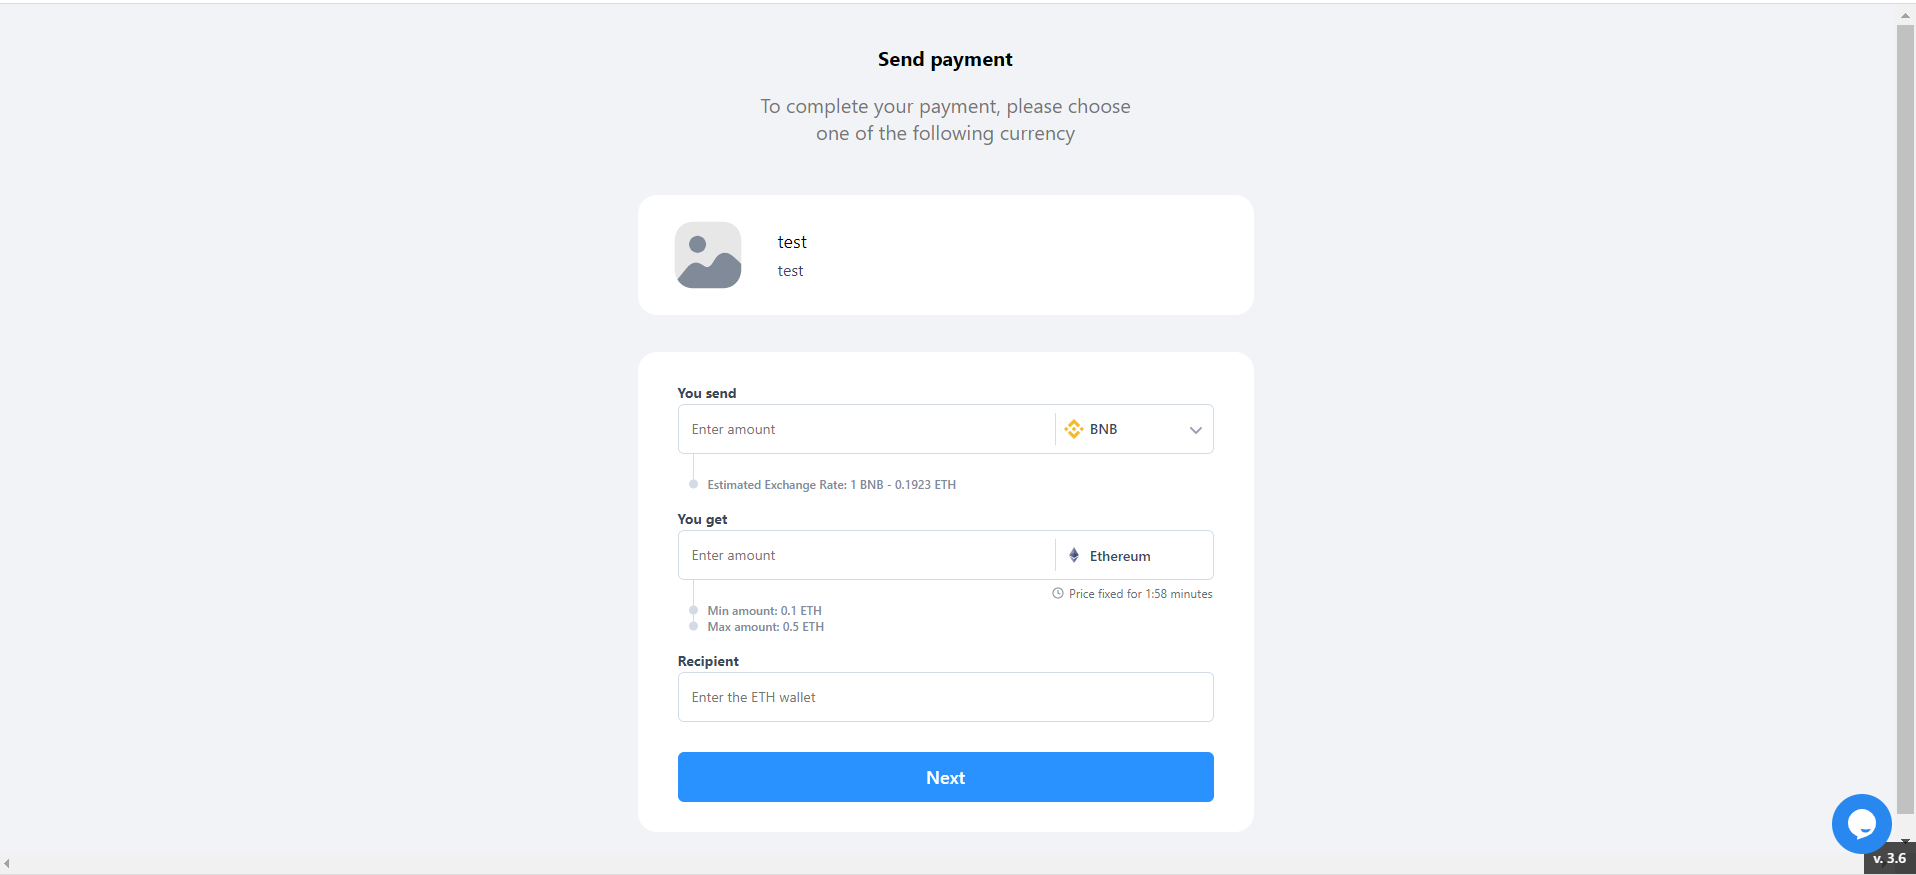 Send payment
To complete your payment, please choose
one of the following currency
test
test
You send
Enter amount
BNB
Estimated Exchange Rate: 1 BNB - 0.1923 ETH
You get
Enter amount
Ethereum
Price fixed for 1:58 minutes
Min amount: 0.1 ETH
Max amount: 0.5 ETH
Recipient
Enter the ETH wallet
Next
v. 3.6